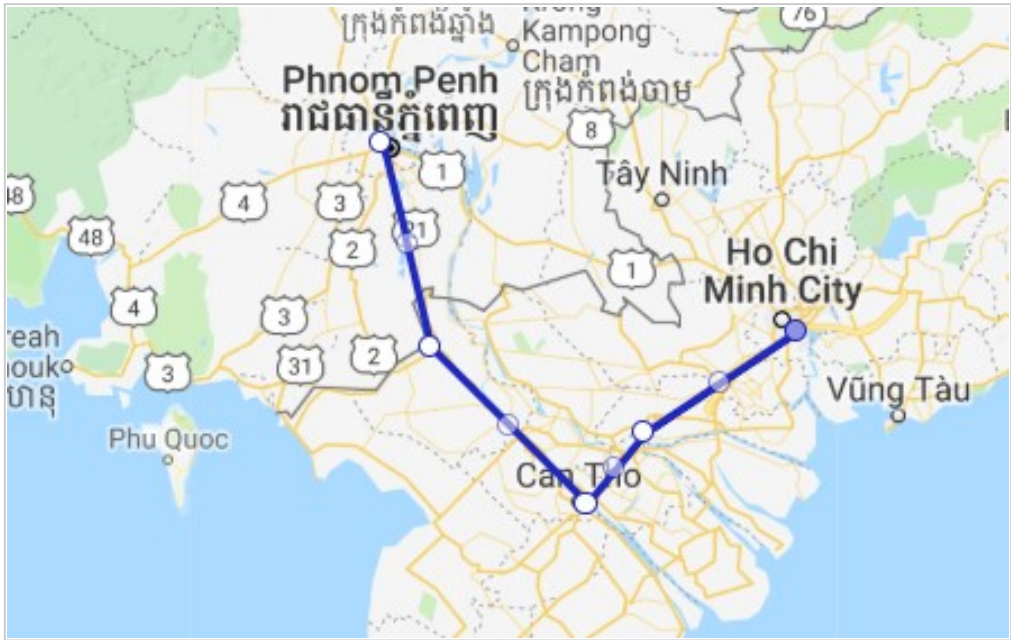 ក្រុងកំពង់ឆ្នាំង
Kampong
Cham
ក្រុងកំពង់ចាម
76
Phnom Penh
រាជធានីភ្នំពេញ
8
1
Tây Ninh
48
4
3
48
21
2
1
Ho Chi
Minh City
4
3
31
2
3
Vũng Tàu
Phu Quoc
Can Tho